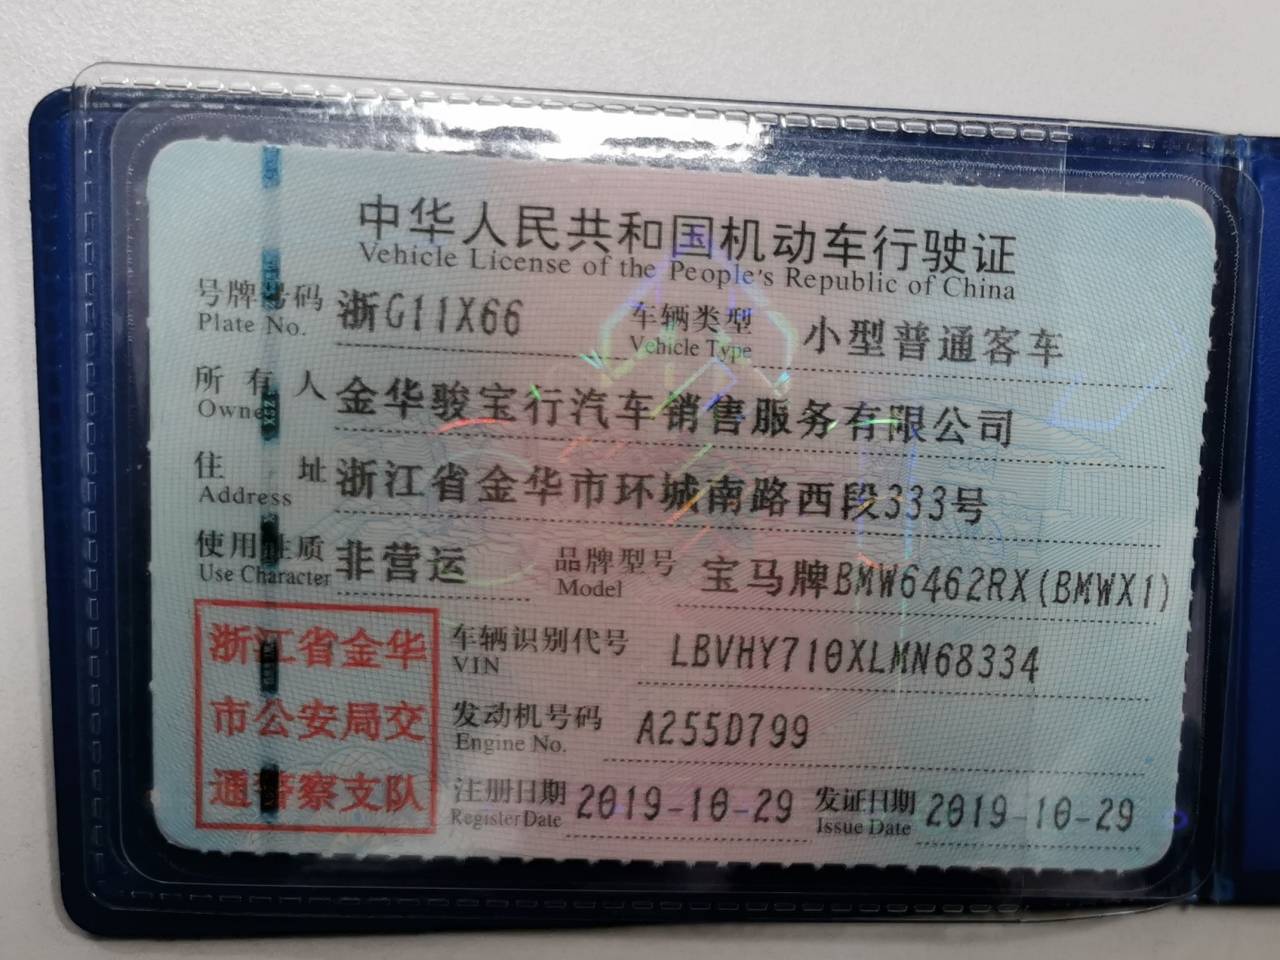 中华人民共和国机动车行驶证
Vehicle License of the People's Republic of China
号牌号码 浙G11X66 车辆类型 小型普通客车
Plate No. Vehicle Type
所有人 金华骏宝行汽车销售服务有限公司
Owner
住址 浙江省金华市环城南路西段333号
Address
使用性质 非营运 品牌型号 宝马牌BMW6462RX(BMWX1)
Use Character Model
浙江省金华
市公安局交
通警察支队
车辆识别代号 LBVHY710XLMN68334
VIN
发动机号码 A255D799
Engine No.
注册日期 2019-10-29 发证日期 2019-10-29
Register Date Issue Date